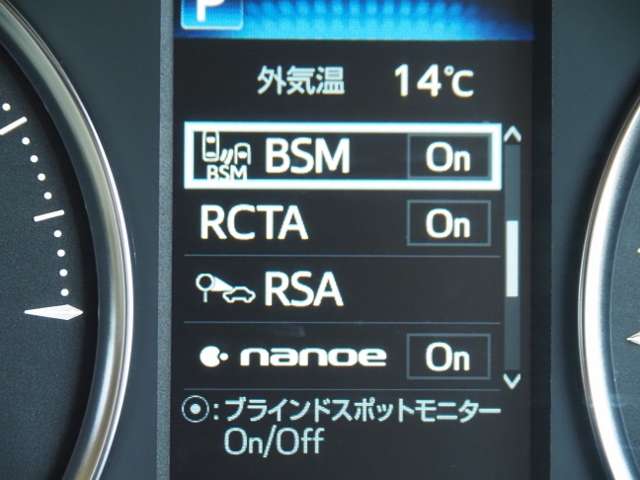 P
外気温 14℃
BSM BSM On
RCTA On
RSA
nanoe On
⦿:ブラインドスポットモニター
On/Off